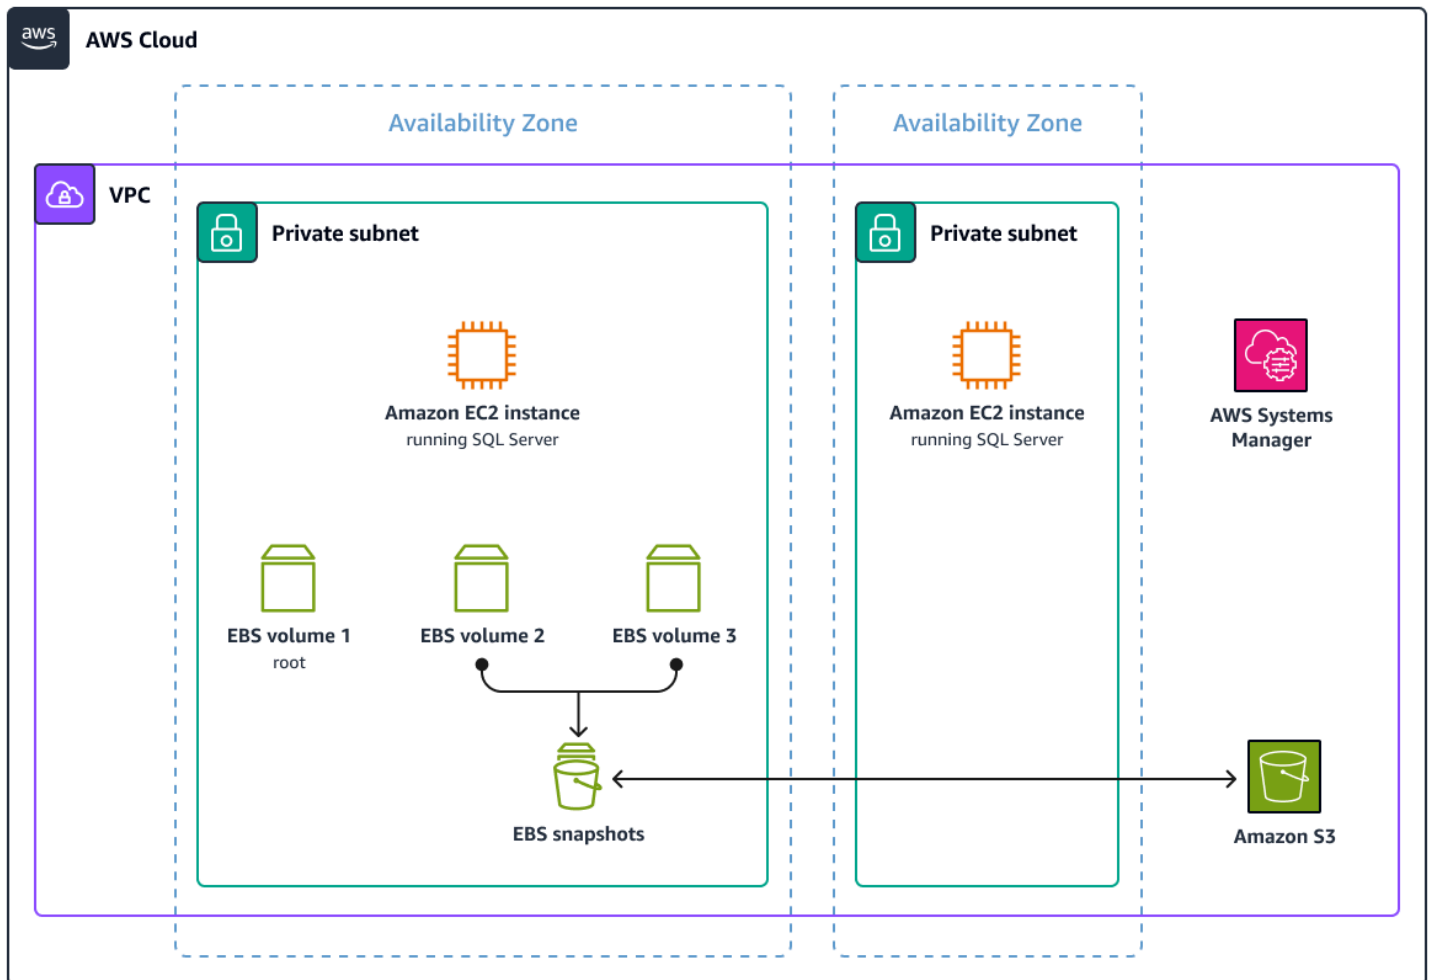 aws
AWS Cloud
Availability Zone
Availability Zone
VPC
Private subnet
Private subnet
Amazon EC2 instance
running SQL Server
Amazon EC2 instance
running SQL Server
AWS Systems
Manager
EBS volume 1
root
EBS volume 2
EBS volume 3
EBS snapshots
Amazon S3